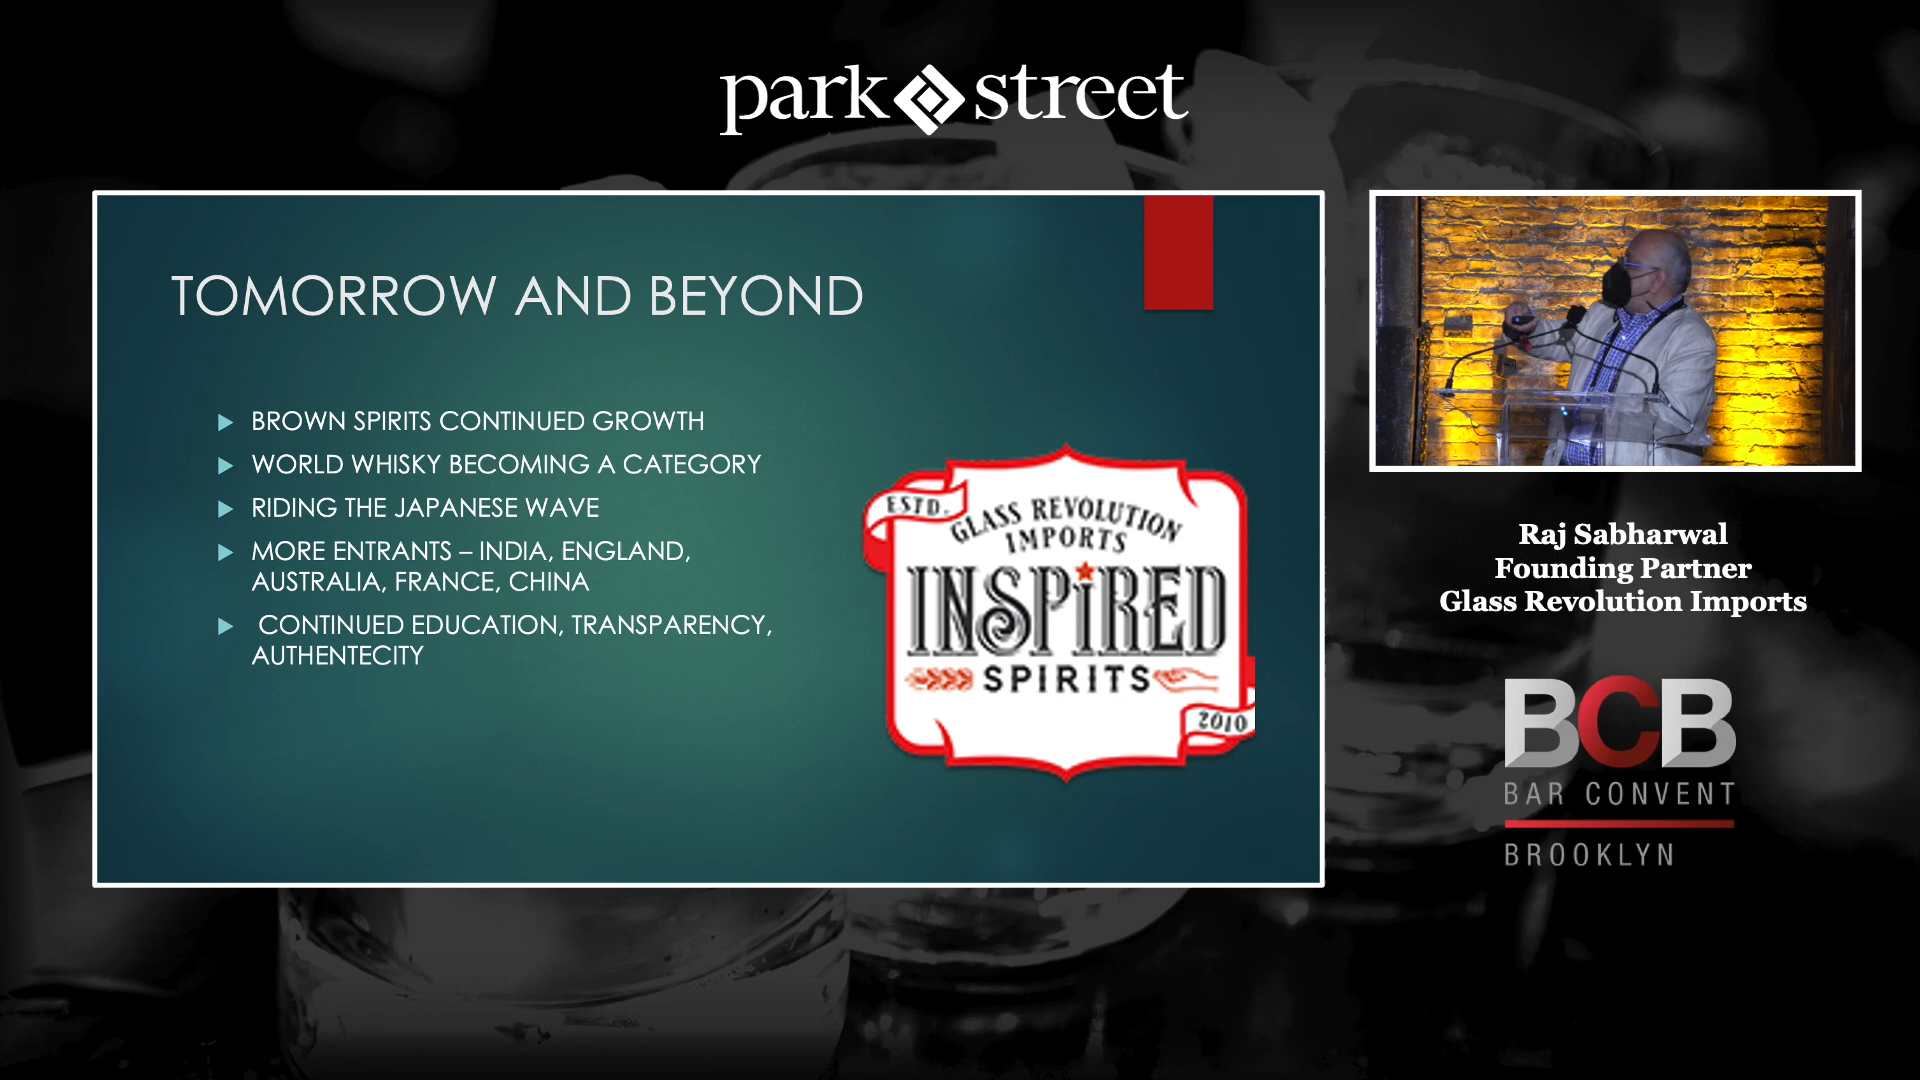 park street
TOMORROW AND BEYOND
BROWN SPIRITS CONTINUED GROWTH
WORLD WHISKY BECOMING A CATEGORY
RIDING THE JAPANESE WAVE
MORE ENTRANTS – INDIA, ENGLAND,
AUSTRALIA, FRANCE, CHINA
CONTINUED EDUCATION, TRANSPARENCY,
AUTHENTECITY
ESTD.
GLASS REVOLUTION
IMPORTS
INSPiRED
SPIRITS
2010
Raj Sabharwal
Founding Partner
Glass Revolution Imports
BCB
BAR CONVENT
BROOKLYN